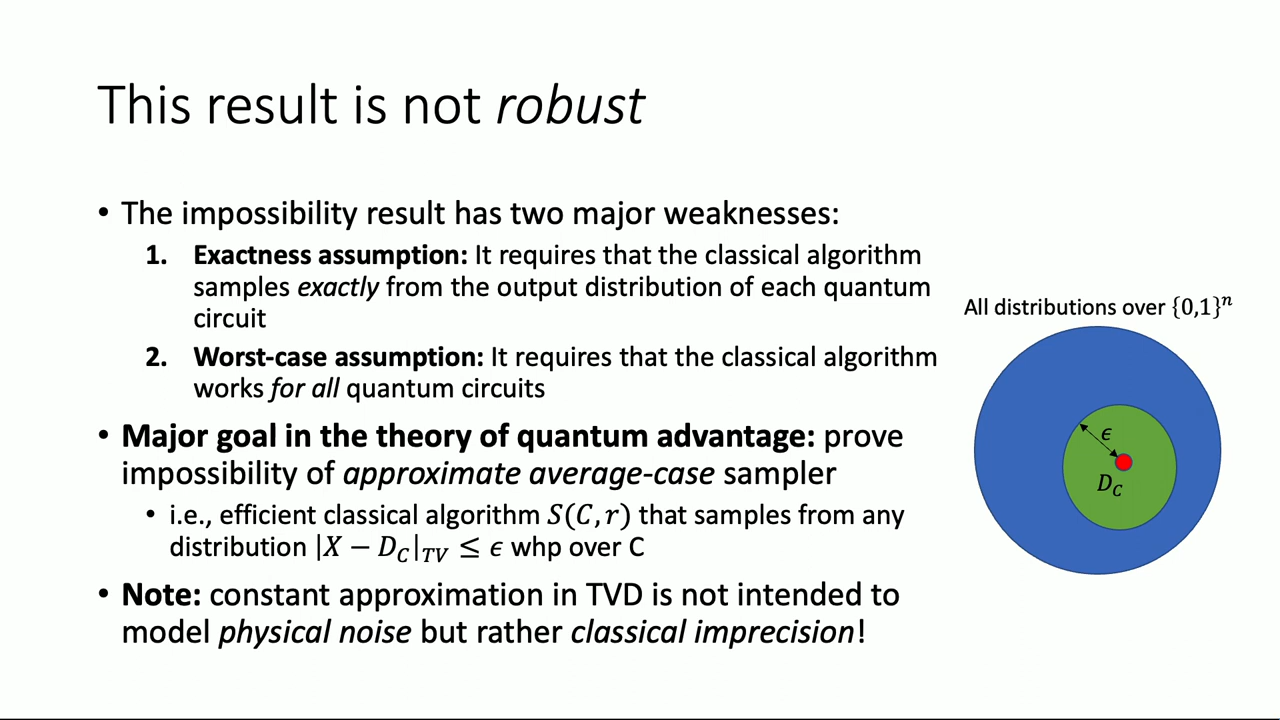 This result is not robust
• The impossibility result has two major weaknesses:
1. Exactness assumption: It requires that the classical algorithm
samples exactly from the output distribution of each quantum
circuit
2. Worst-case assumption: It requires that the classical algorithm
works for all quantum circuits
• Major goal in the theory of quantum advantage: prove
impossibility of approximate average-case sampler
• i.e., efficient classical algorithm S(C, r) that samples from any
distribution |X − D_C|_TV ≤ ϵ whp over C
• Note: constant approximation in TVD is not intended to
model physical noise but rather classical imprecision!
All distributions over {0,1}ⁿ
ϵ
D_C